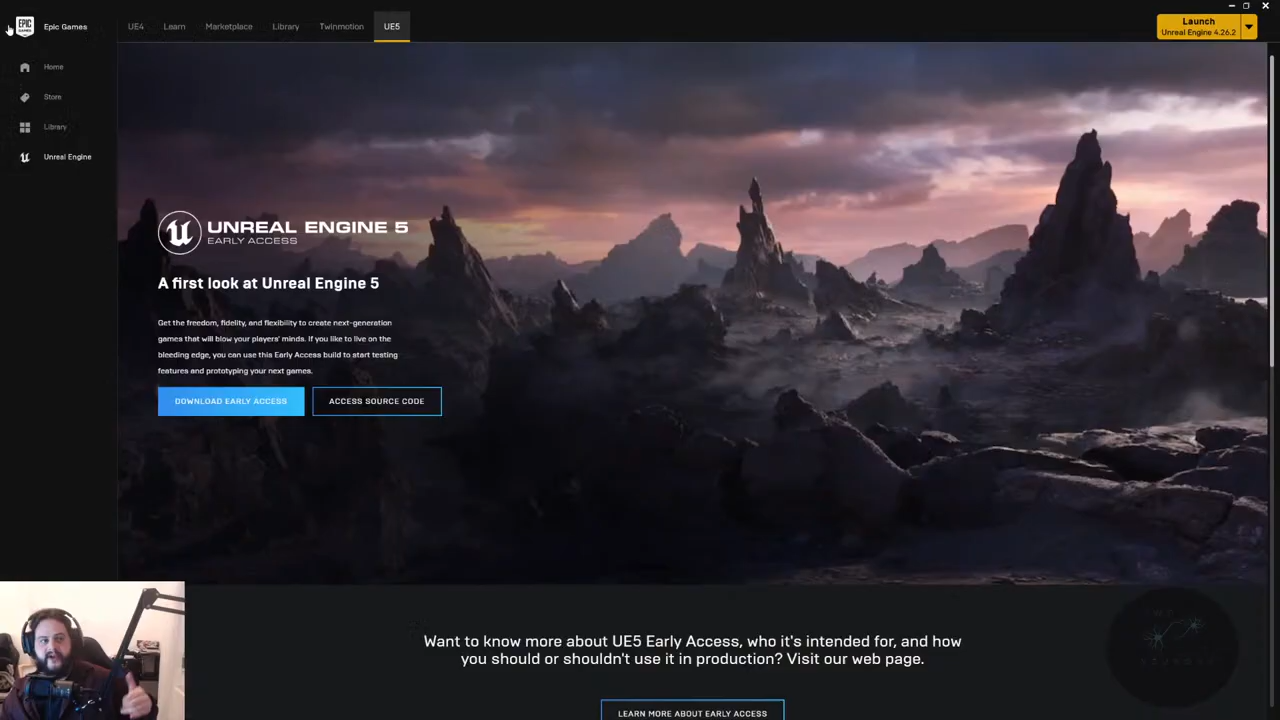 EPIC GAMES
Epic Games
UE4
Learn
Marketplace
Library
Twinmotion
UE5
Launch
Unreal Engine 4.26.2
Home
Store
Library
Unreal Engine
UNREAL ENGINE 5
EARLY ACCESS
A first look at Unreal Engine 5
Get the freedom, fidelity, and flexibility to create next-generation
games that will blow your players' minds. If you like to live on the
bleeding edge, you can use this Early Access build to start testing
features and prototyping your next games.
DOWNLOAD EARLY ACCESS
ACCESS SOURCE CODE
Want to know more about UE5 Early Access, who it's intended for, and how
you should or shouldn't use it in production? Visit our web page.
LEARN MORE ABOUT EARLY ACCESS